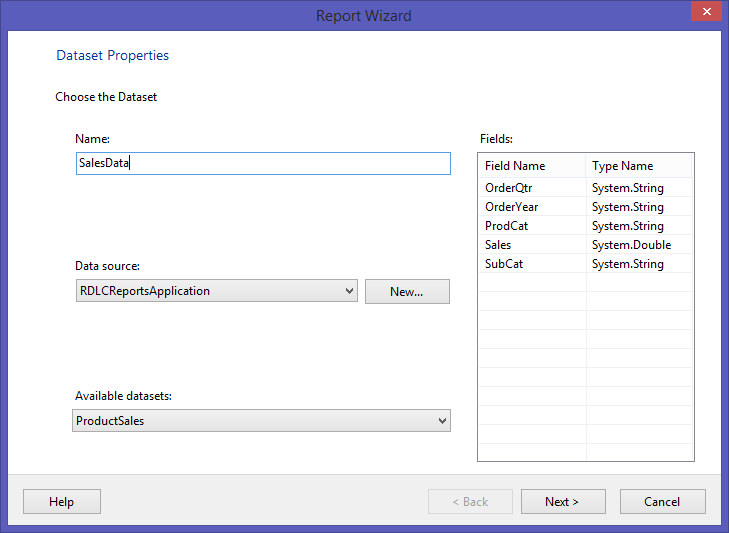 Report Wizard
Dataset Properties
Choose the Dataset
Name:
SalesData
Data source:
RDLCReportsApplication
New...
Available datasets:
ProductSales
Fields:
Field Name Type Name
OrderQtr System.String
OrderYear System.String
ProdCat System.String
Sales System.Double
SubCat System.String
Help
< Back
Next >
Cancel